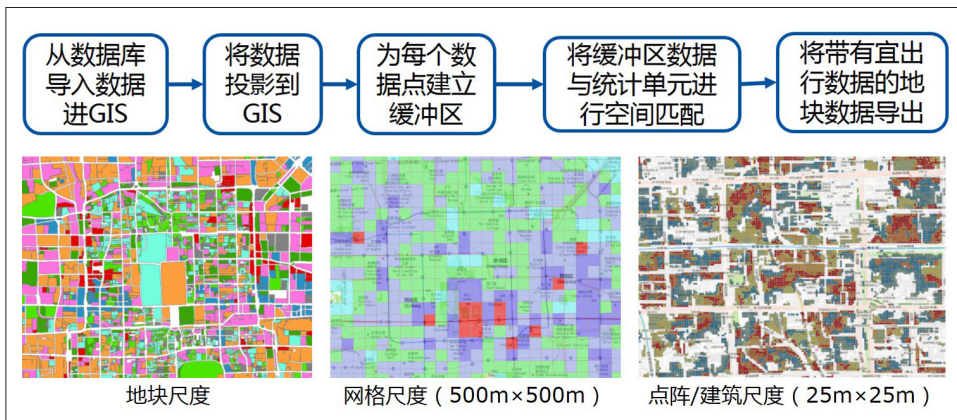 从数据库
导入数据
进GIS
将数据
投影到
GIS
为每个数
据点建立
缓冲区
将缓冲区数据
与统计单元进
行空间匹配
将带有宜出
行数据的地
块数据导出
地块尺度
网格尺度（500m×500m）
点阵/建筑尺度（25m×25m）